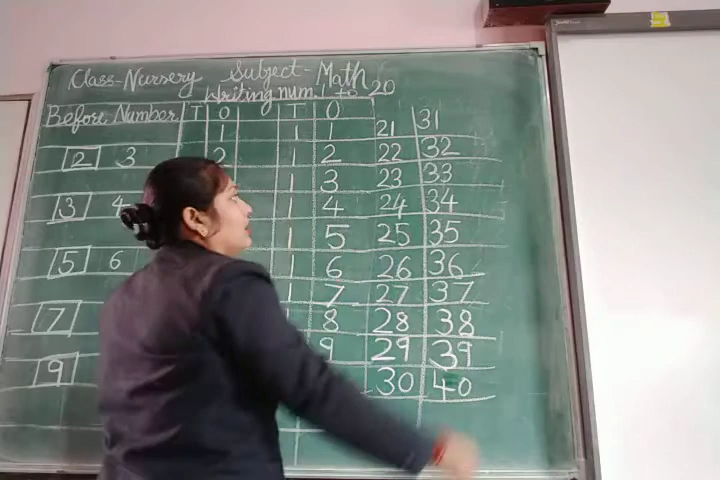 Class-Nursery Subject-Math
Writing num. 1 to 20
Before Number T O T O 21 31
1 1 1
2 3 2 1 2 22 32
1 3 23 33
3 4 1 4 24 34
1 5 25 35
5 6 1 6 26 36
1 7 27 37
7 1 8 28 38
9 9 29 39
30 40